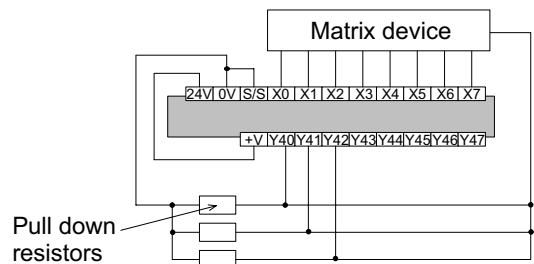 Matrix device
24V 0V S/S X0 X1 X2 X3 X4 X5 X6 X7
+V Y40 Y41 Y42 Y43 Y44 Y45 Y46 Y47
Pull down
resistors